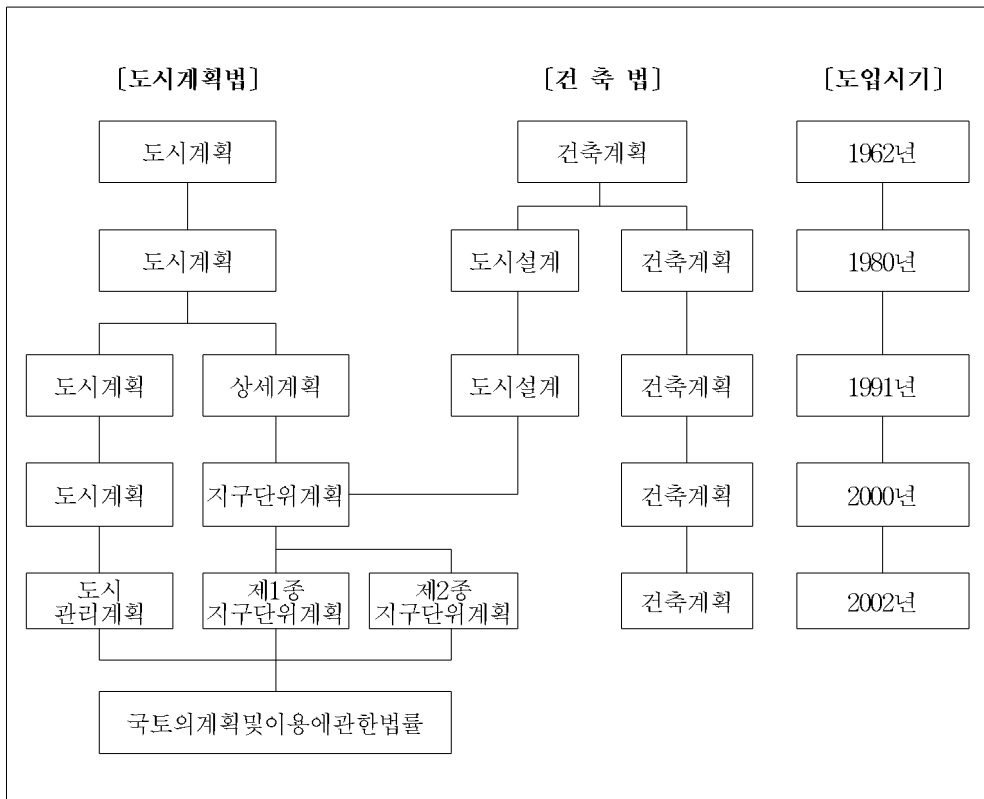 [도시계획법] [건 축 법] [도입시기]
도시계획 건축계획 1962년
도시계획 도시설계 건축계획 1980년
도시계획 상세계획 도시설계 건축계획 1991년
도시계획 지구단위계획 건축계획 2000년
도시
관리계획
제1종
지구단위계획
제2종
지구단위계획
건축계획 2002년
국토의계획및이용에관한법률